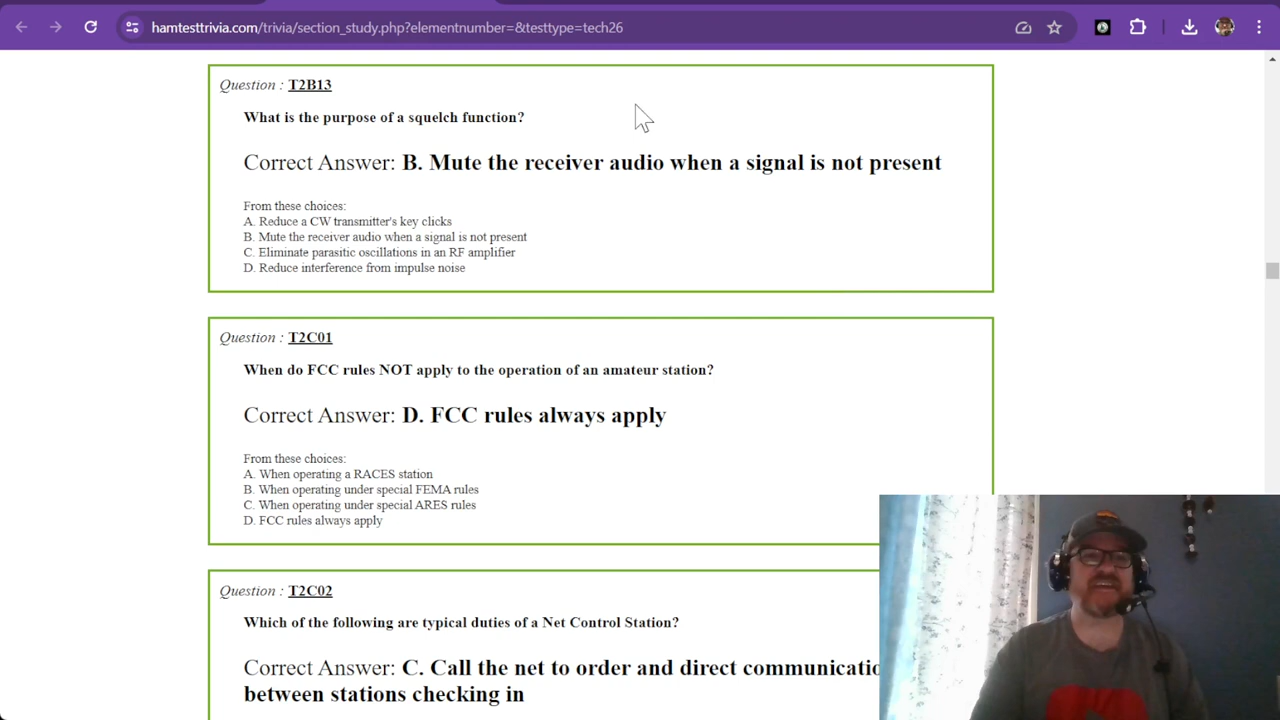 hamtesttrivia.com/trivia/section_study.php?elementnumber=&testtype=tech26
Question : T2B13
What is the purpose of a squelch function?
Correct Answer: B. Mute the receiver audio when a signal is not present
From these choices:
A. Reduce a CW transmitter's key clicks
B. Mute the receiver audio when a signal is not present
C. Eliminate parasitic oscillations in an RF amplifier
D. Reduce interference from impulse noise
Question : T2C01
When do FCC rules NOT apply to the operation of an amateur station?
Correct Answer: D. FCC rules always apply
From these choices:
A. When operating a RACES station
B. When operating under special FEMA rules
C. When operating under special ARES rules
D. FCC rules always apply
Question : T2C02
Which of the following are typical duties of a Net Control Station?
Correct Answer: C. Call the net to order and direct communicatio
between stations checking in